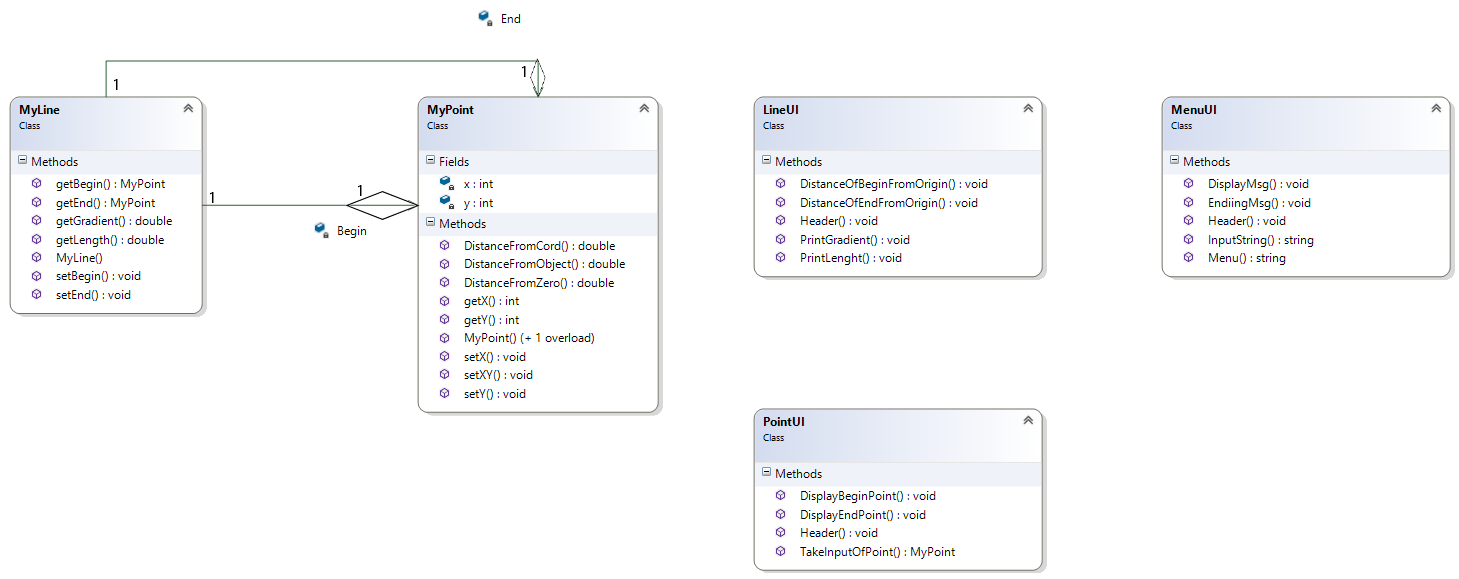 End
1
1
MyLine
Class
Methods
getBegin() : MyPoint
getEnd() : MyPoint
getGradient() : double
getLength() : double
MyLine()
setBegin() : void
setEnd() : void
1
1
Begin
MyPoint
Class
Fields
x : int
y : int
Methods
DistanceFromCord() : double
DistanceFromObject() : double
DistanceFromZero() : double
getX() : int
getY() : int
MyPoint() (+ 1 overload)
setX() : void
setXY() : void
setY() : void
LineUI
Class
Methods
DistanceOfBeginFromOrigin() : void
DistanceOfEndFromOrigin() : void
Header() : void
PrintGradient() : void
PrintLenght() : void
MenuUI
Class
Methods
DisplayMsg() : void
EndiingMsg() : void
Header() : void
InputString() : string
Menu() : string
PointUI
Class
Methods
DisplayBeginPoint() : void
DisplayEndPoint() : void
Header() : void
TakeInputOfPoint() : MyPoint